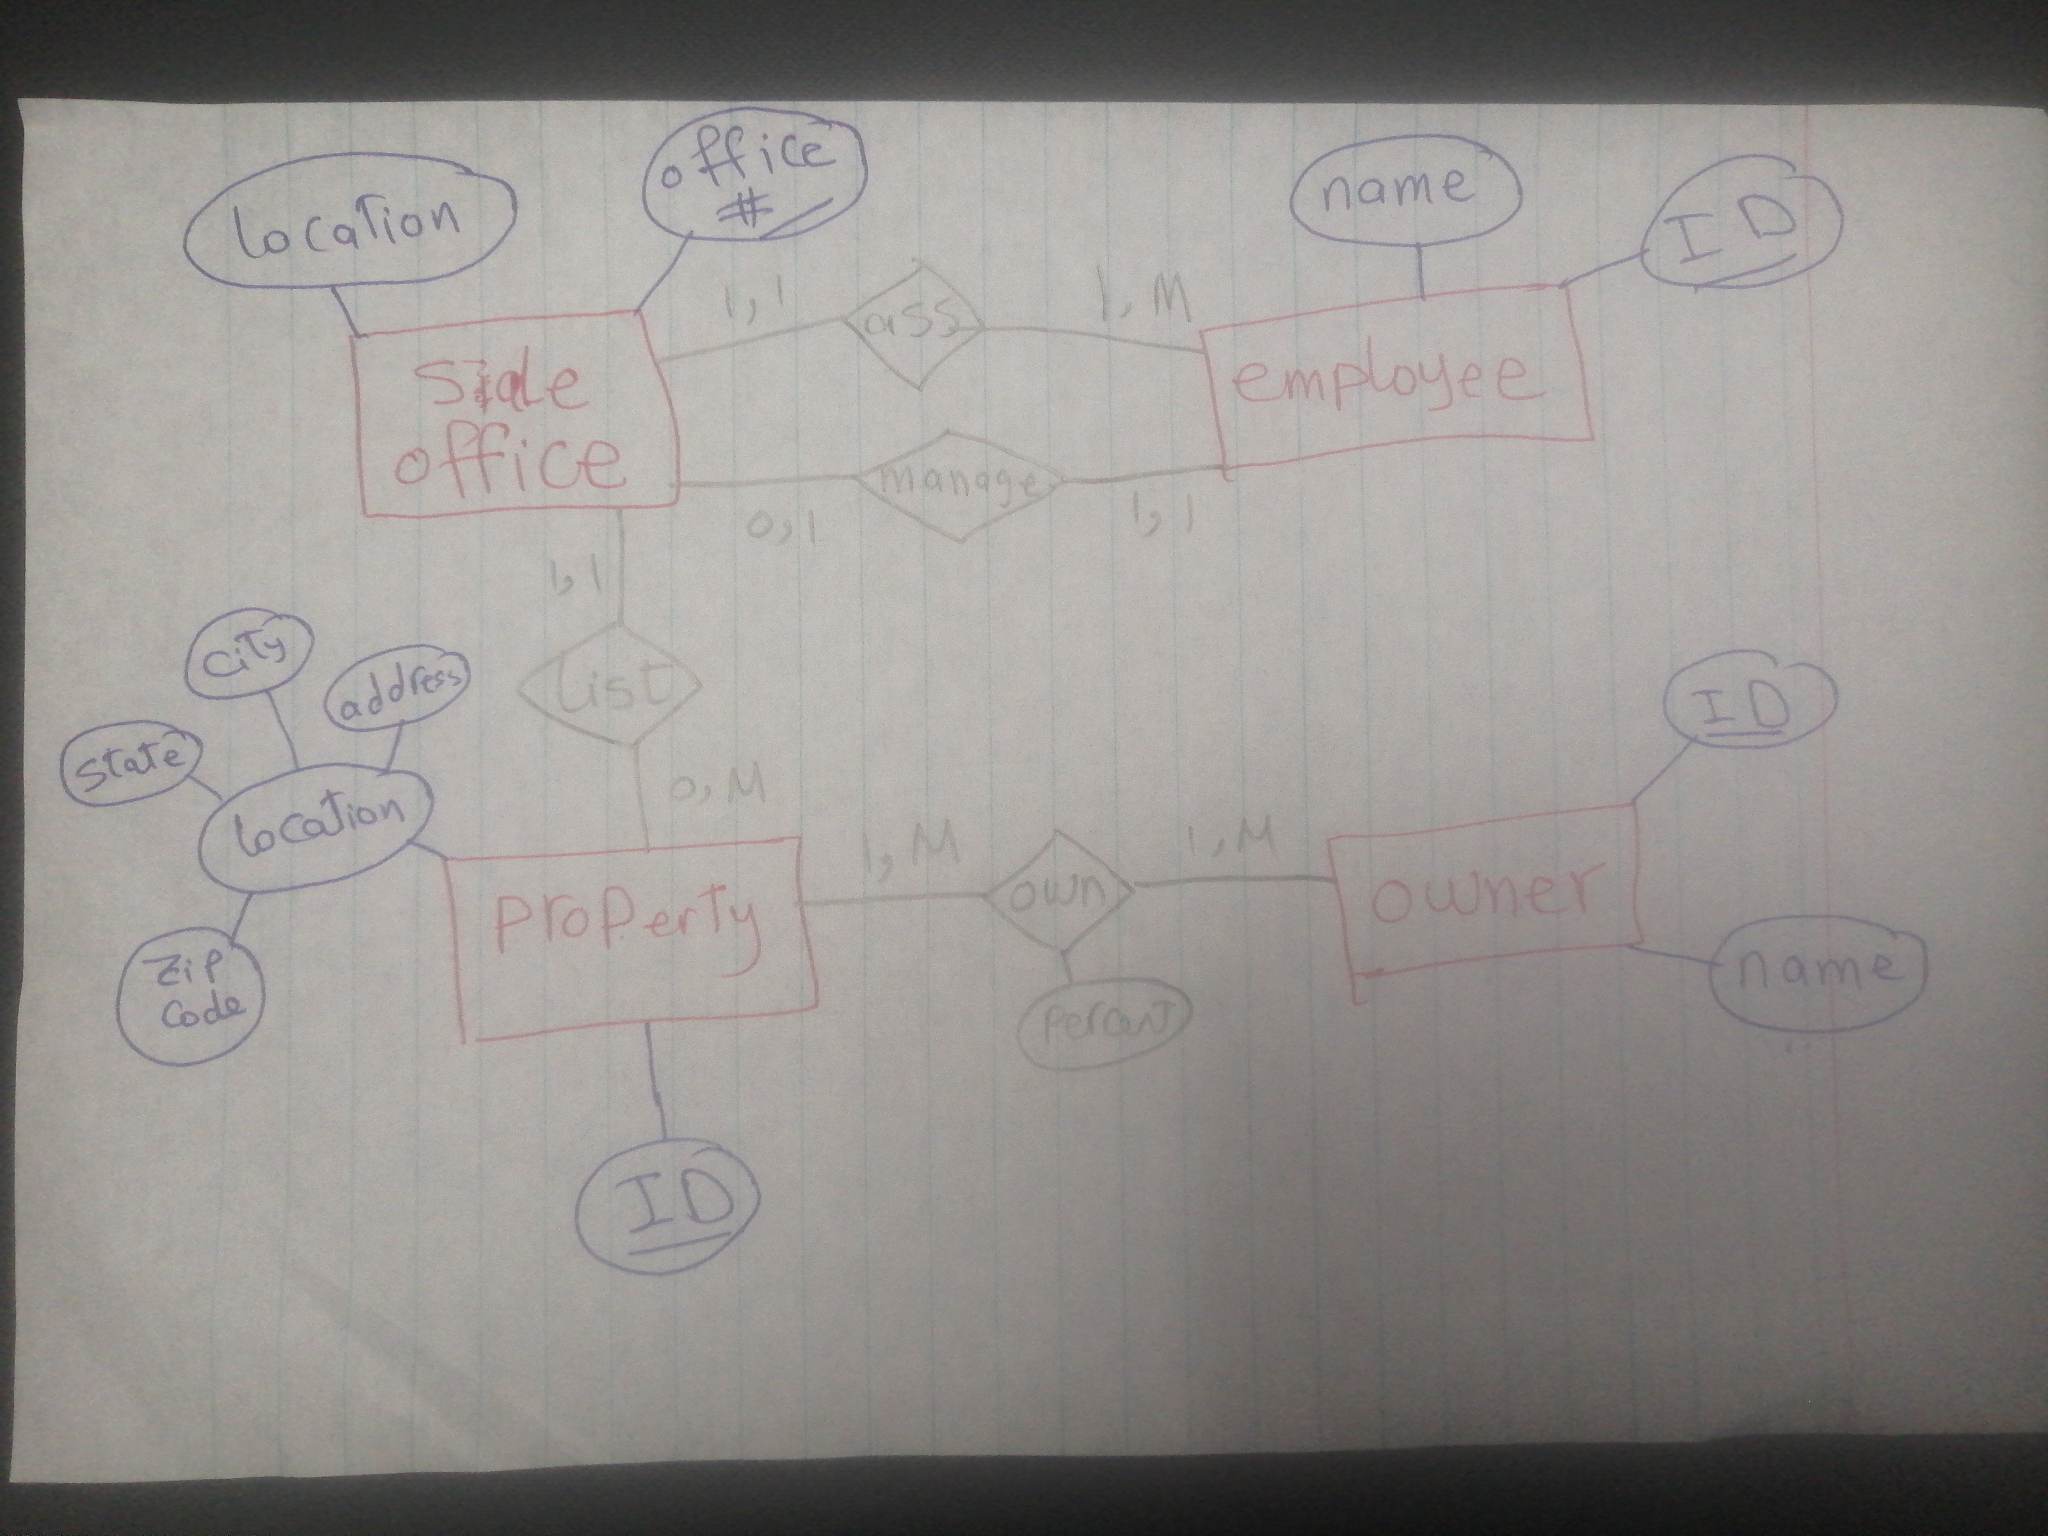 location
office
#
name
ID
1,1
ass
1,M
office
employee
0,1
manage
1,1
1,1
city
address
state
list
ID
location
0,M
1,M
own
1,M
property
owner
name
Zip
Code
percent
ID